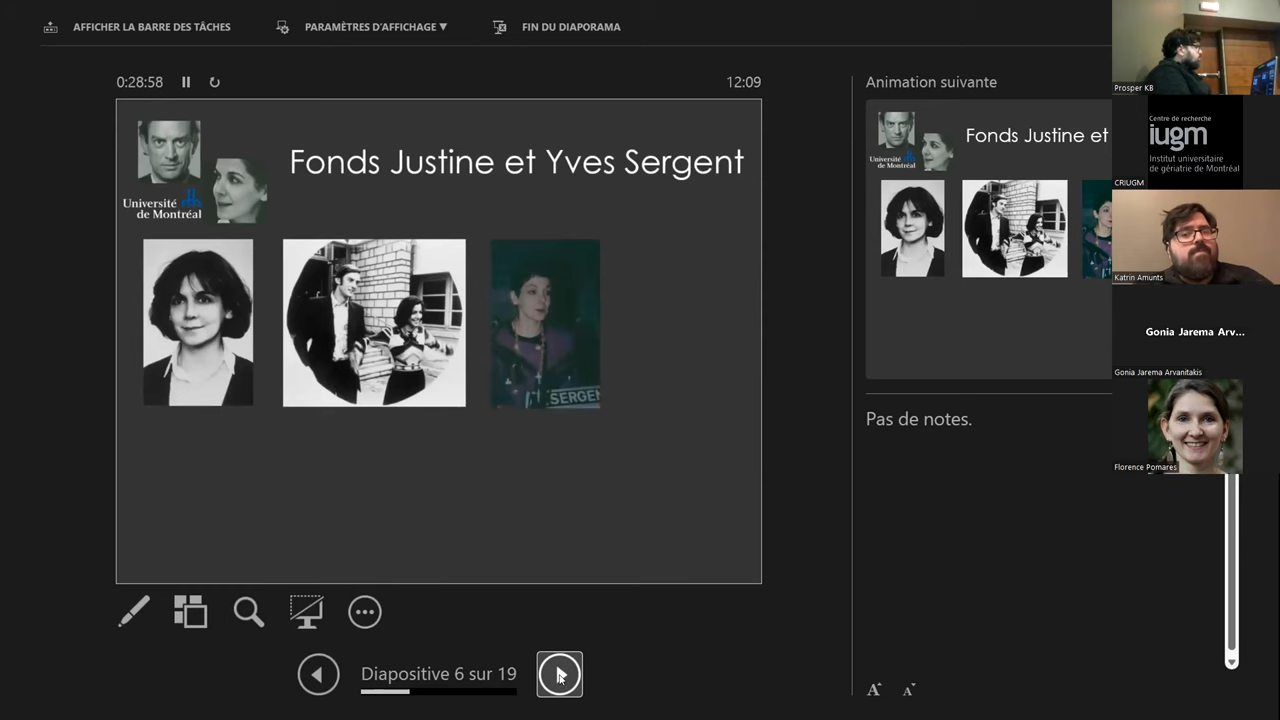 AFFICHER LA BARRE DES TÂCHES
PARAMÈTRES D'AFFICHAGE ▼
FIN DU DIAPORAMA
0:28:58
12:09
Fonds Justine et Yves Sergent
Université
de Montréal
SERGEN
Diapositive 6 sur 19
Animation suivante
Fonds Justine et
Université
de Montréal
Pas de notes.
A A
Prosper KB
Centre de recherche
iugm
Institut universitaire
de gériatrie de Montréal
CRIUGM
Katrin Amunts
Gonia Jarema Arv...
Gonia Jarema Arvanitakis
Florence Pomares